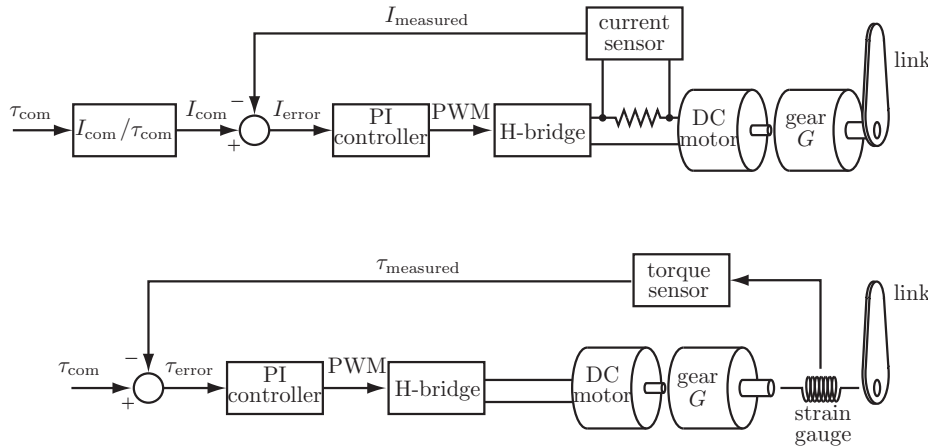 I_measured
current
sensor
link
τ_com
I_com/τ_com
I_com
−
+
I_error
PI
controller
PWM
H-bridge
DC
motor
gear
G
τ_measured
torque
sensor
link
τ_com
−
+
τ_error
PI
controller
PWM
H-bridge
DC
motor
gear
G
strain
gauge